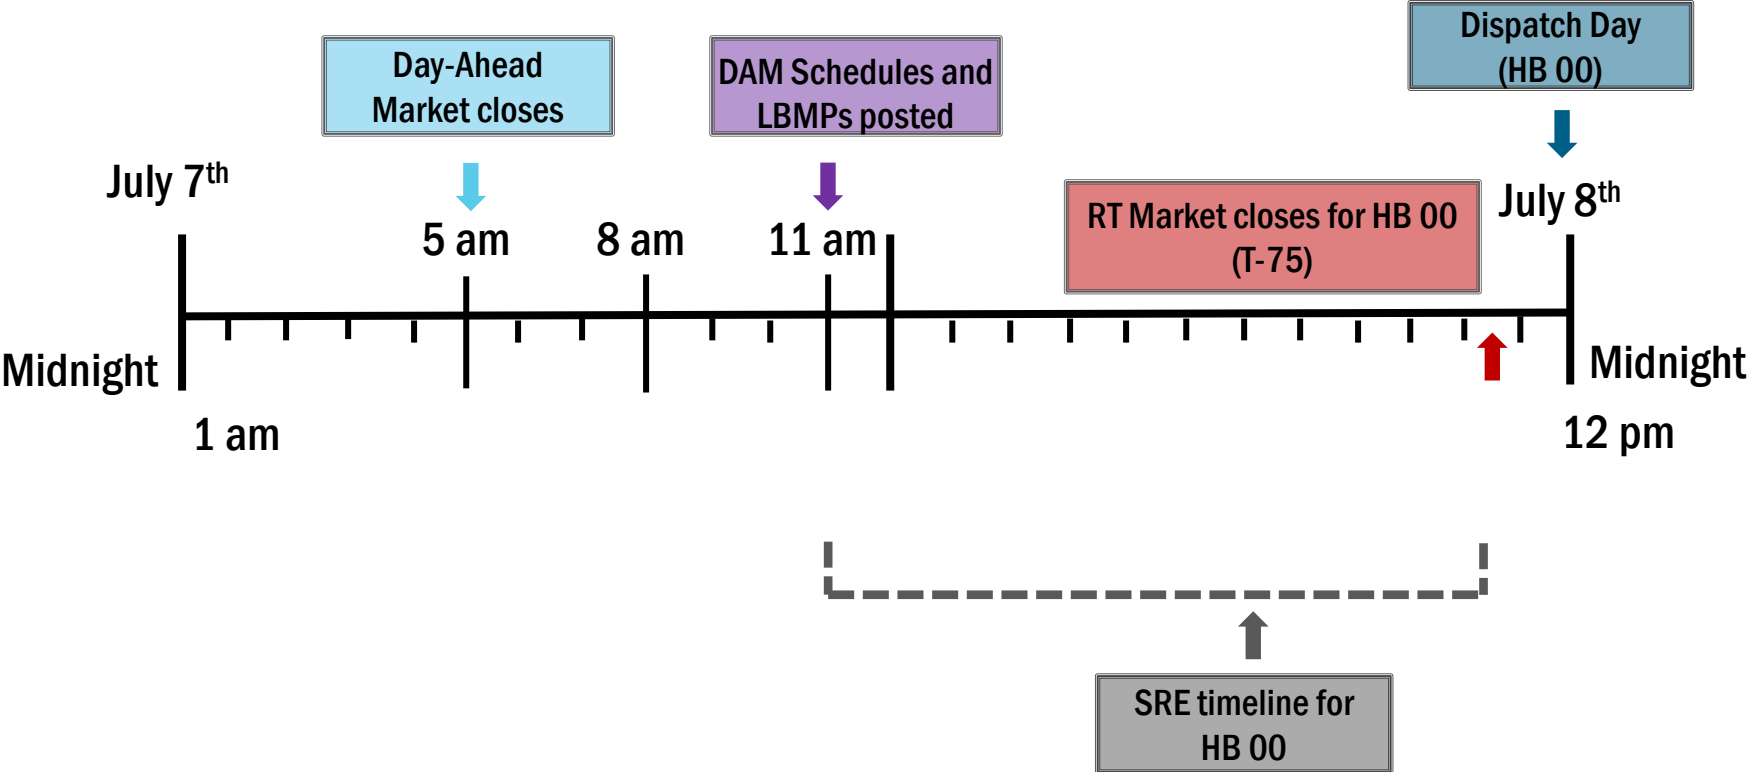 Dispatch Day
(HB 00)
Day-Ahead
Market closes
DAM Schedules and
LBMPs posted
July 7th
July 8th
RT Market closes for HB 00
(T-75)
5 am
8 am
11 am
Midnight
Midnight
1 am
12 pm
SRE timeline for
HB 00